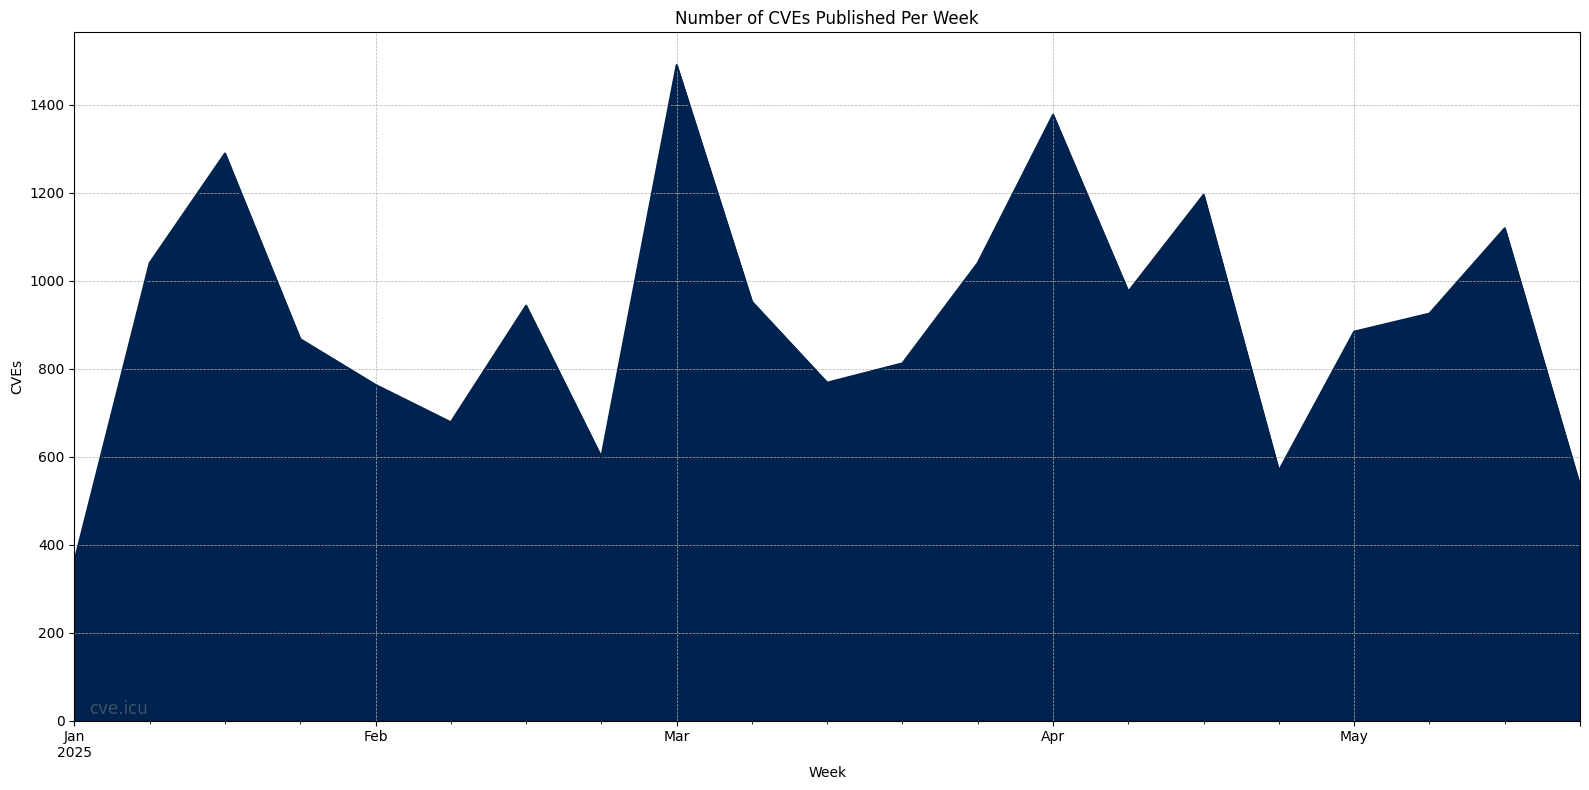 Number of CVEs Published Per Week
1400
1200
1000
800
600
400
200
0
CVEs
cve.icu
Jan
2025
Feb
Mar
Apr
May
Week